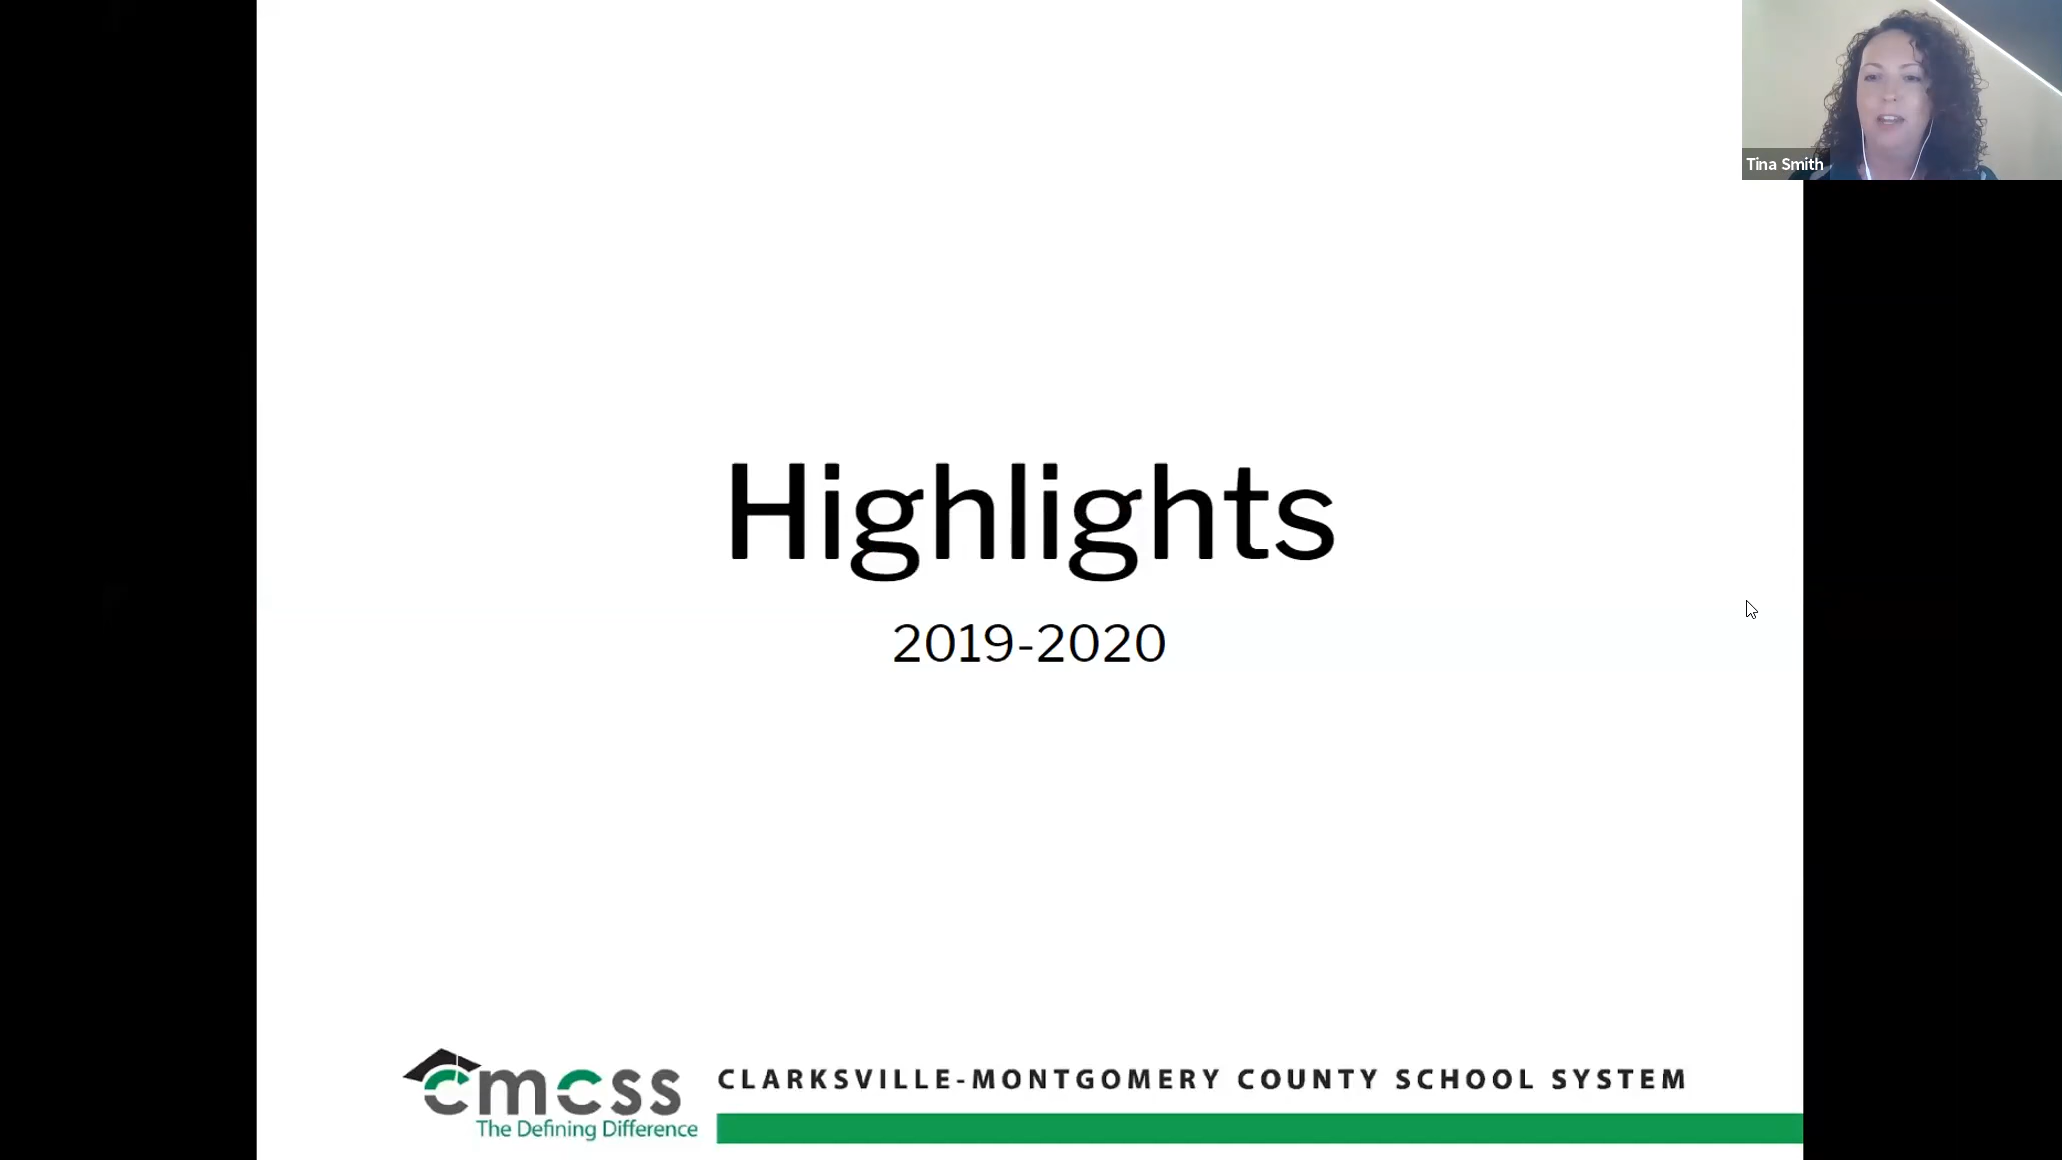 Tina Smith
Highlights
2019-2020
cmcss
The Defining Difference
CLARKSVILLE-MONTGOMERY COUNTY SCHOOL SYSTEM